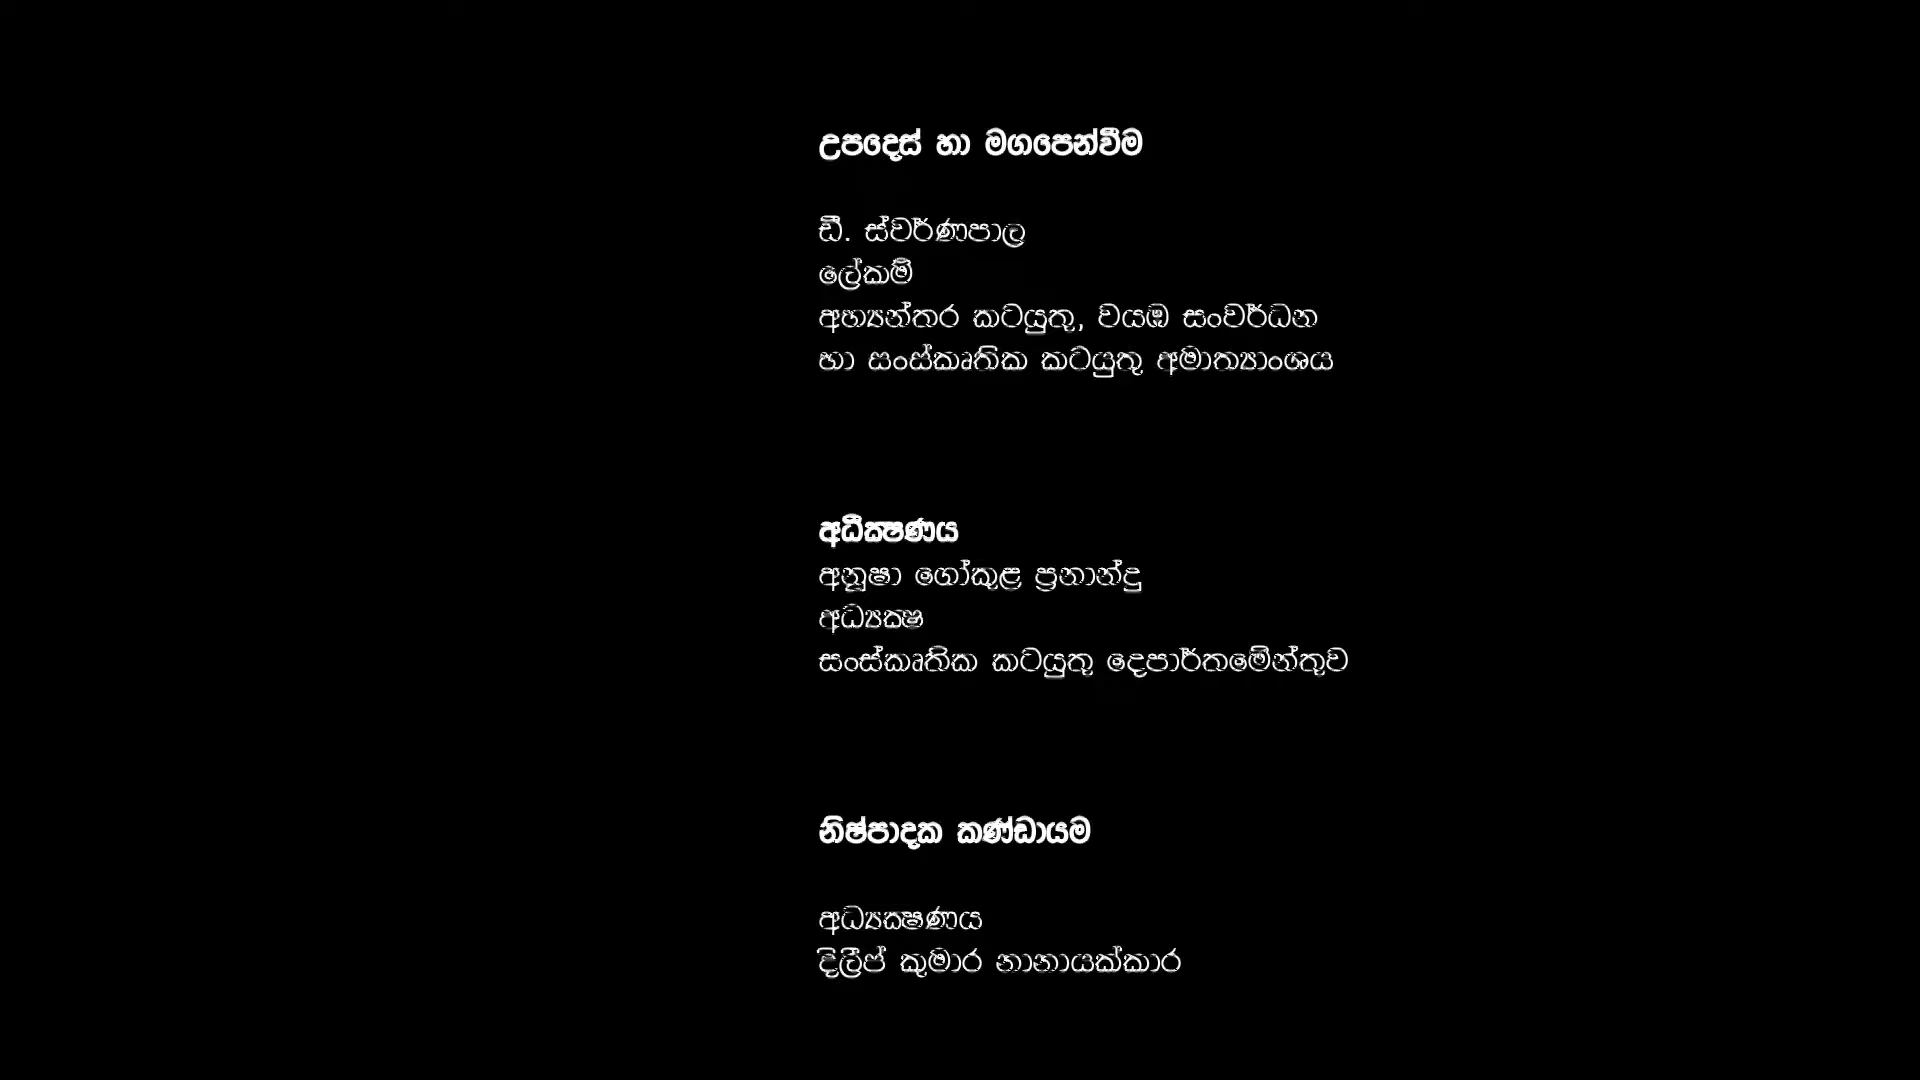 උපදෙස් හා මගපෙන්වීම
ඩී. ස්වර්ණපාල
ලේකම්
අභ්‍යන්තර කටයුතු, වයඹ සංවර්ධන
හා සංස්කෘතික කටයුතු අමාත්‍යාංශය
අධීක්‍ෂණය
අනූෂා ගෝකුළ ප්‍රනාන්දු
අධ්‍යක්‍ෂ
සංස්කෘතික කටයුතු දෙපාර්තමේන්තුව
නිෂ්පාදක කණ්ඩායම
අධ්‍යක්‍ෂණය
දිලීප් කුමාර නානායක්කාර